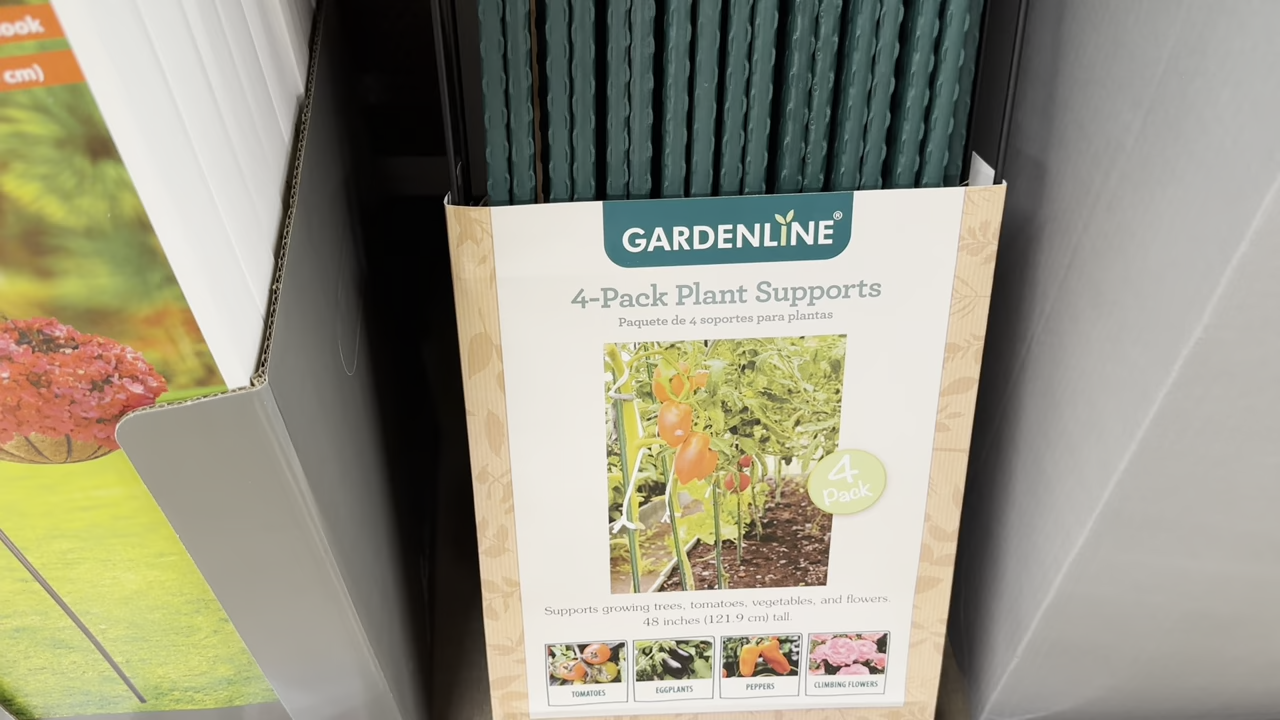 ook
cm)
GARDENLINE®
4-Pack Plant Supports
Paquete de 4 soportes para plantas
4
Pack
Supports growing trees, tomatoes, vegetables, and flowers.
48 inches (121.9 cm) tall.
TOMATOES
EGGPLANTS
PEPPERS
CLIMBING FLOWERS